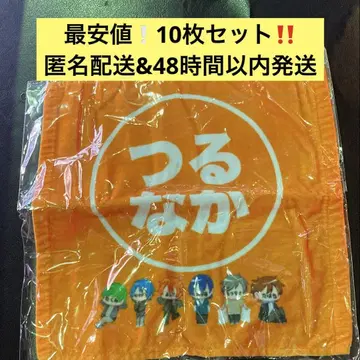 最安値❕10枚セット‼️
匿名配送&48時間以内発送
つる
なか